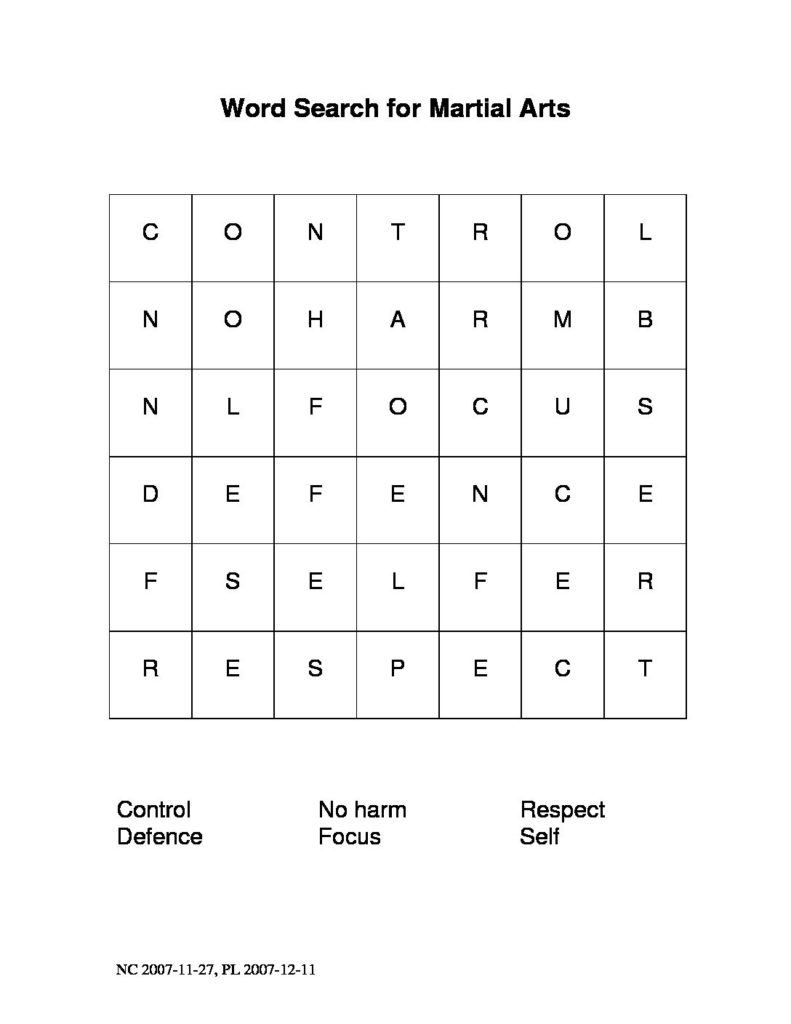 Word Search for Martial Arts
C O N T R O L
N O H A R M B
N L F O C U S
D E F E N C E
F S E L F E R
R E S P E C T
Control No harm Respect
Defence Focus Self
NC 2007-11-27, PL 2007-12-11